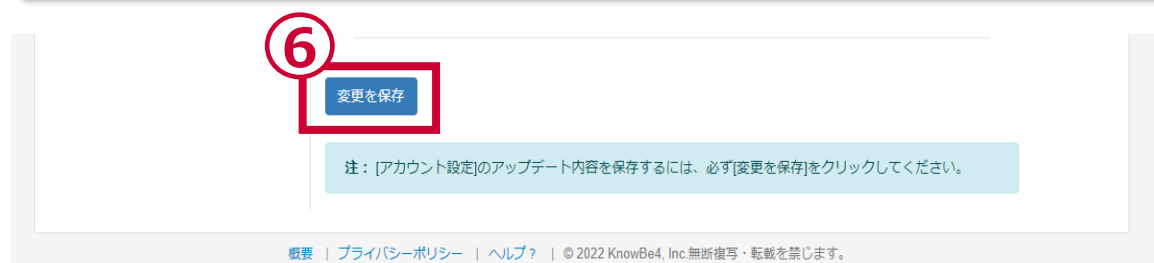 ⑥
変更を保存
注： [アカウント設定]のアップデート内容を保存するには、必ず[変更を保存]をクリックしてください。
概要 | プライバシーポリシー | ヘルプ？ | © 2022 KnowBe4, Inc.無断複写・転載を禁じます。